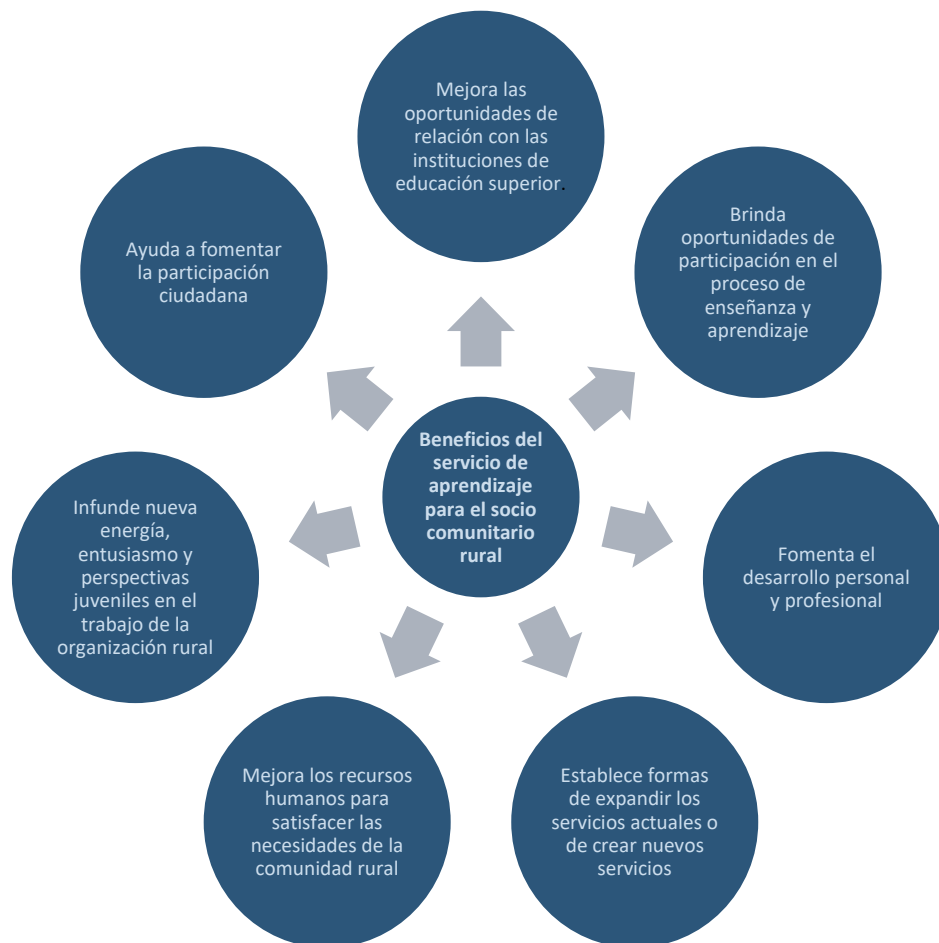 Mejora las
oportunidades de
relación con las
instituciones de
educación superior.
Brinda
oportunidades de
participación en el
proceso de
enseñanza y
aprendizaje
Fomenta el
desarrollo personal
y profesional
Establece formas
de expandir los
servicios actuales o
de crear nuevos
servicios
Mejora los recursos
humanos para
satisfacer las
necesidades de la
comunidad rural
Infunde nueva
energía,
entusiasmo y
perspectivas
juveniles en el
trabajo de la
organización rural
Ayuda a fomentar
la participación
ciudadana
Beneficios del
servicio de
aprendizaje
para el socio
comunitario
rural